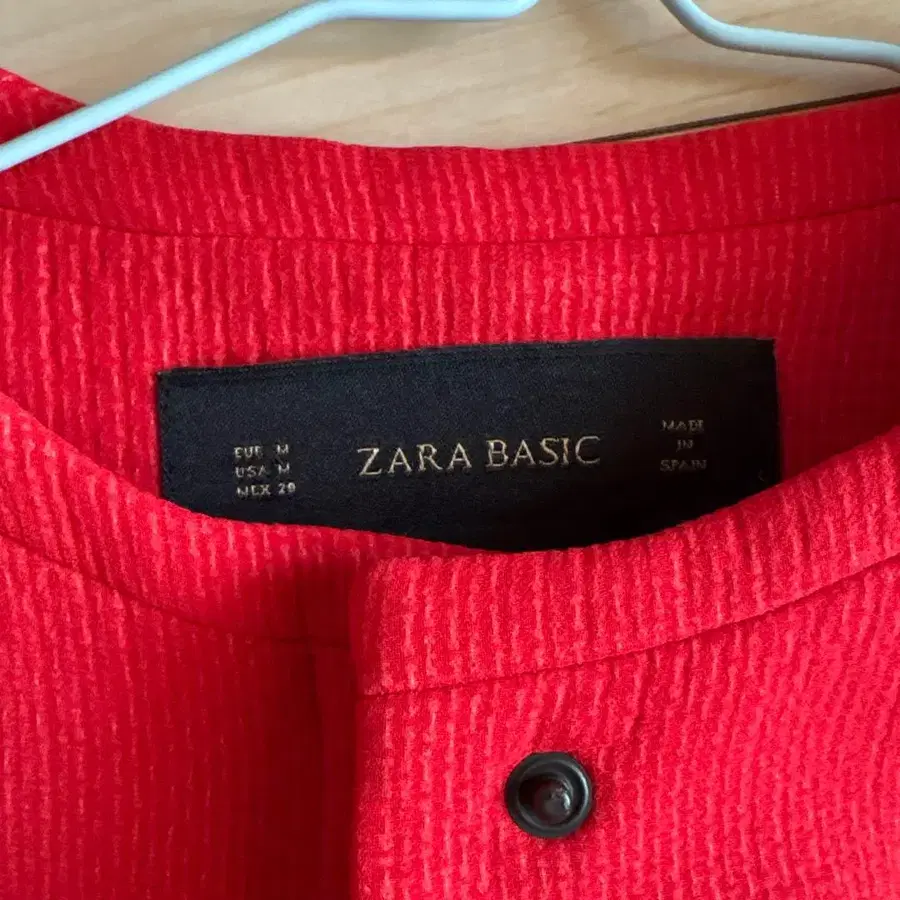 EUR M
USA M
MEX 28
ZARA BASIC
MADE
IN
SPAIN